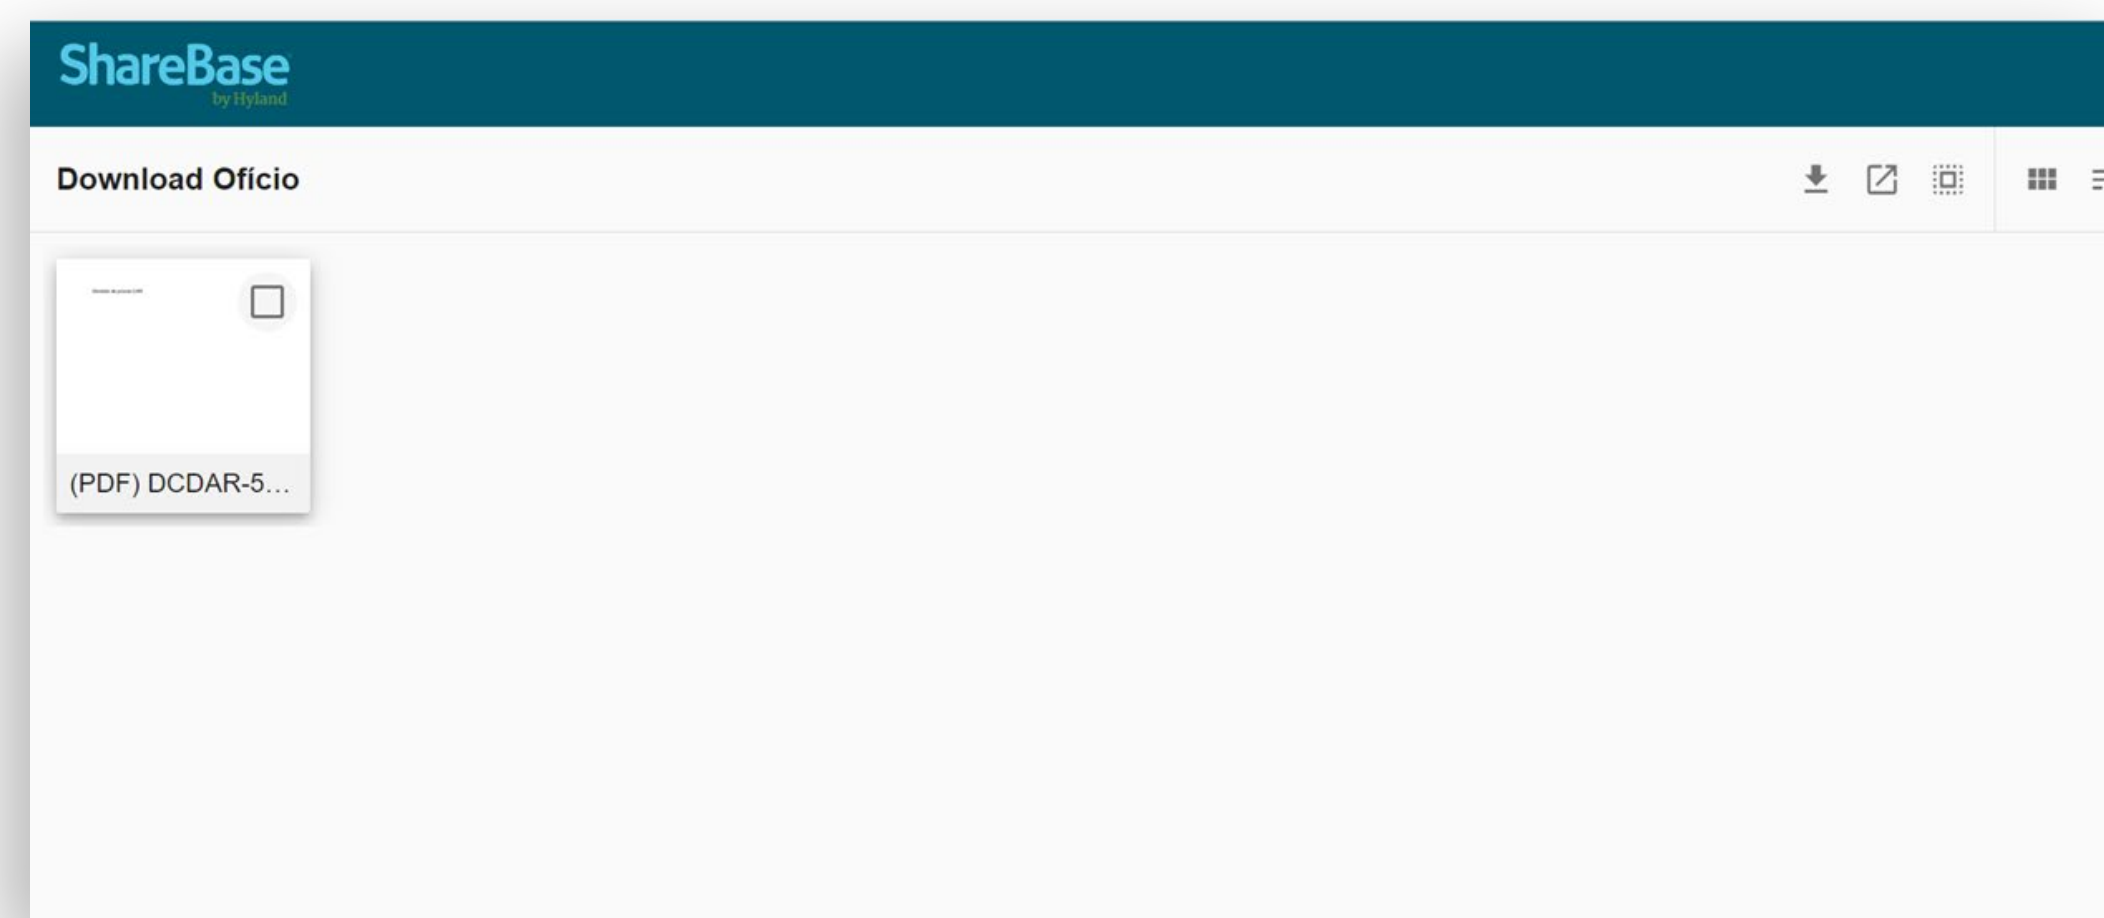 ShareBase
by Hyland
Download Ofício
(PDF) DCDAR-5...